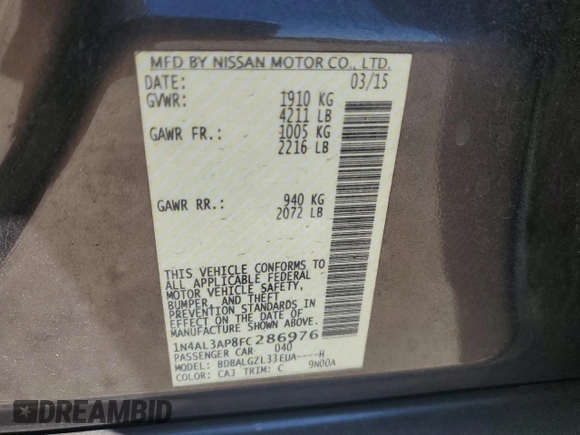 MFD BY NISSAN MOTOR CO., LTD.
DATE: 03/15
GVWR: 1910 KG
4211 LB
GAWR FR.: 1005 KG
2216 LB
GAWR RR.: 940 KG
2072 LB
THIS VEHICLE CONFORMS TO
ALL APPLICABLE FEDERAL
MOTOR VEHICLE SAFETY,
BUMPER, AND THEFT
PREVENTION STANDARDS IN
EFFECT ON THE DATE OF
MANUFACTURE SHOWN ABOVE.
1N4AL3AP8FC286976
PASSENGER CAR 040
MODEL: BDBALGZL33EUA----H
COLOR: CAJ TRIM: C 9N00A
DREAMBID